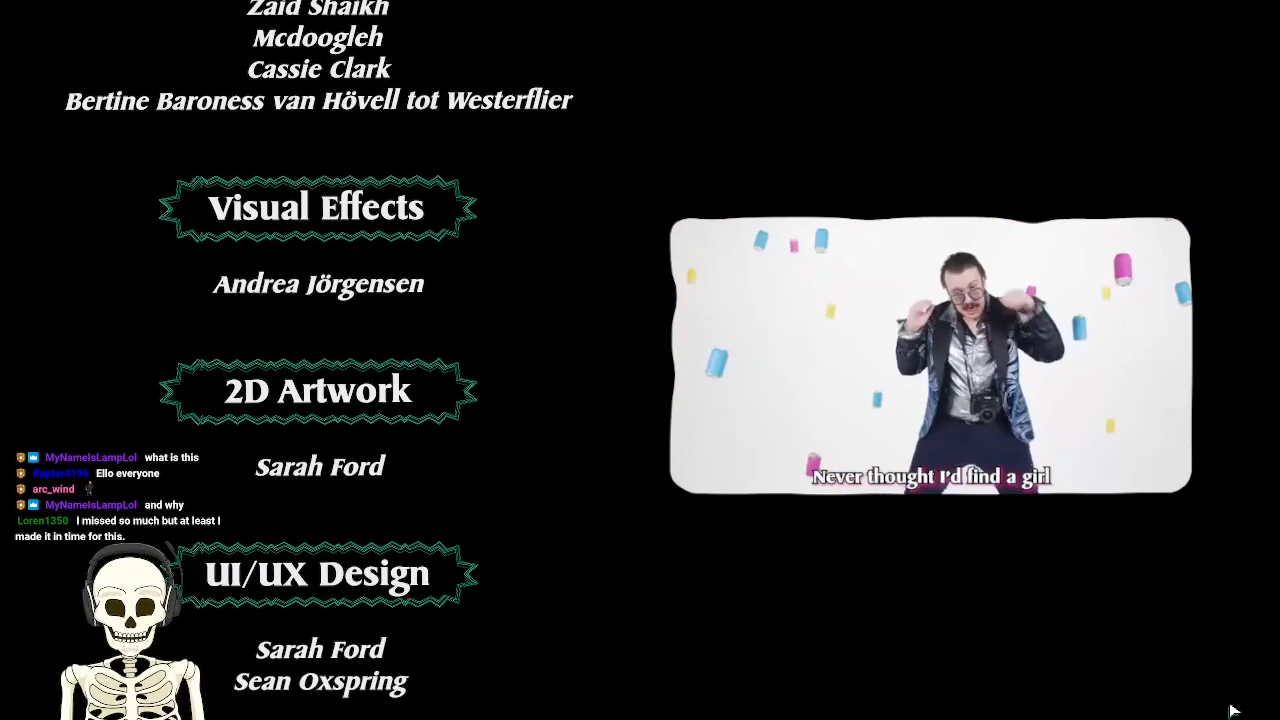 Zaid Shaikh
Mcdoogleh
Cassie Clark
Bertine Baroness van Hövell tot Westerflier
Visual Effects
Andrea Jörgensen
2D Artwork
Sarah Ford
UI/UX Design
Sarah Ford
Sean Oxspring
MyNameIsLampLol what is this
Raptor4196 Ello everyone
arc_wind
MyNameIsLampLol and why
Loren1350 I missed so much but at least I
made it in time for this.
Never thought I'd find a girl